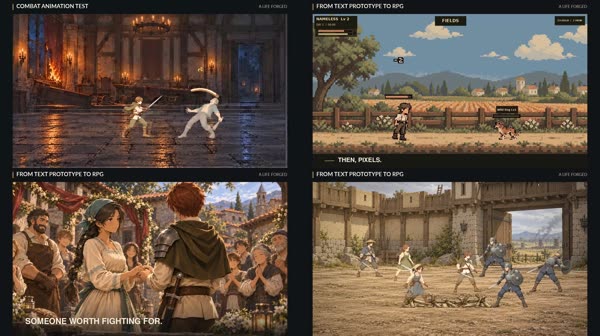 COMBAT ANIMATION TEST
A LIFE FORGED
FROM TEXT PROTOTYPE TO RPG
A LIFE FORGED
NAMELESS Lv 2
FIELDS
THEN, PIXELS.
FROM TEXT PROTOTYPE TO RPG
A LIFE FORGED
SOMEONE WORTH FIGHTING FOR.
FROM TEXT PROTOTYPE TO RPG
A LIFE FORGED